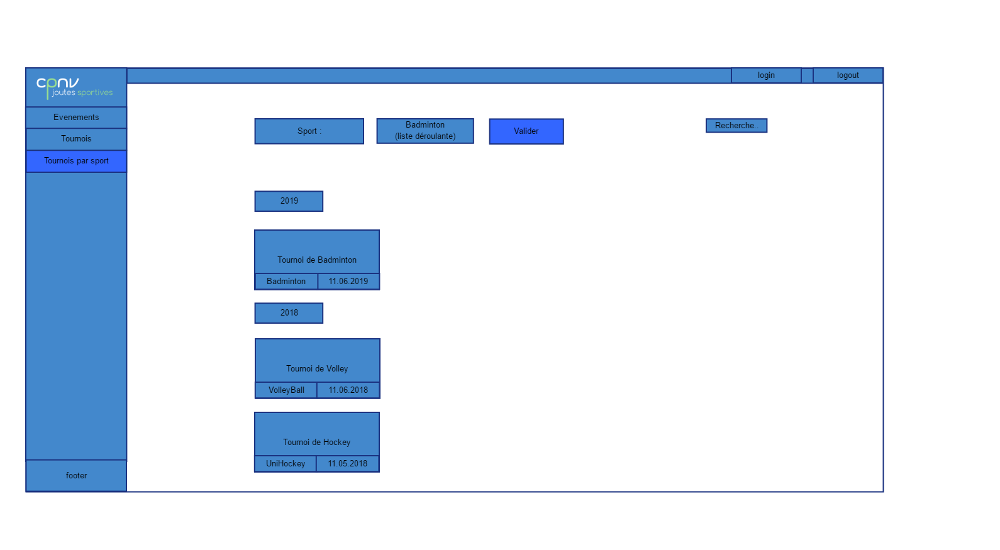 cpnv
joutes sportives
login
logout
Evenements
Tournois
Tournois par sport
Sport :
Badminton
(liste déroulante)
Valider
Recherche..
2019
Tournoi de Badminton
Badminton
11.06.2019
2018
Tournoi de Volley
VolleyBall
11.06.2018
Tournoi de Hockey
UniHockey
11.05.2018
footer